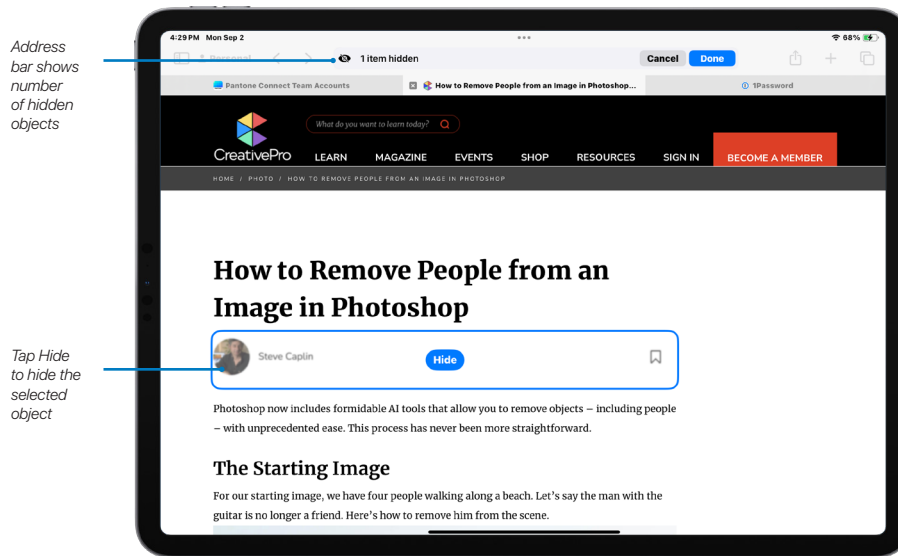 Address
bar shows
number
of hidden
objects
Tap Hide
to hide the
selected
object
4:29 PM Mon Sep 2
68%
Personal
1 item hidden
Cancel
Done
Pantone Connect Team Accounts
How to Remove People from an Image in Photoshop...
1Password
What do you want to learn today?
CreativePro
LEARN MAGAZINE EVENTS SHOP RESOURCES SIGN IN BECOME A MEMBER
HOME / PHOTO / HOW TO REMOVE PEOPLE FROM AN IMAGE IN PHOTOSHOP
How to Remove People from an
Image in Photoshop
Steve Caplin
Hide
Photoshop now includes formidable AI tools that allow you to remove objects – including people
– with unprecedented ease. This process has never been more straightforward.
The Starting Image
For our starting image, we have four people walking along a beach. Let’s say the man with the
guitar is no longer a friend. Here’s how to remove him from the scene.